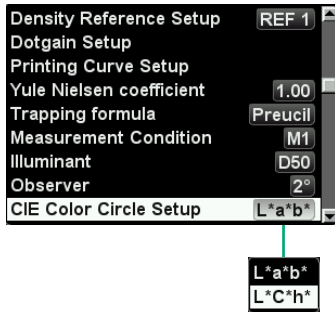 Density Reference Setup REF 1
Dotgain Setup
Printing Curve Setup
Yule Nielsen coefficient 1.00
Trapping formula Preucil
Measurement Condition M1
Illuminant D50
Observer 2°
CIE Color Circle Setup L*a*b*
L*a*b*
L*C*h*